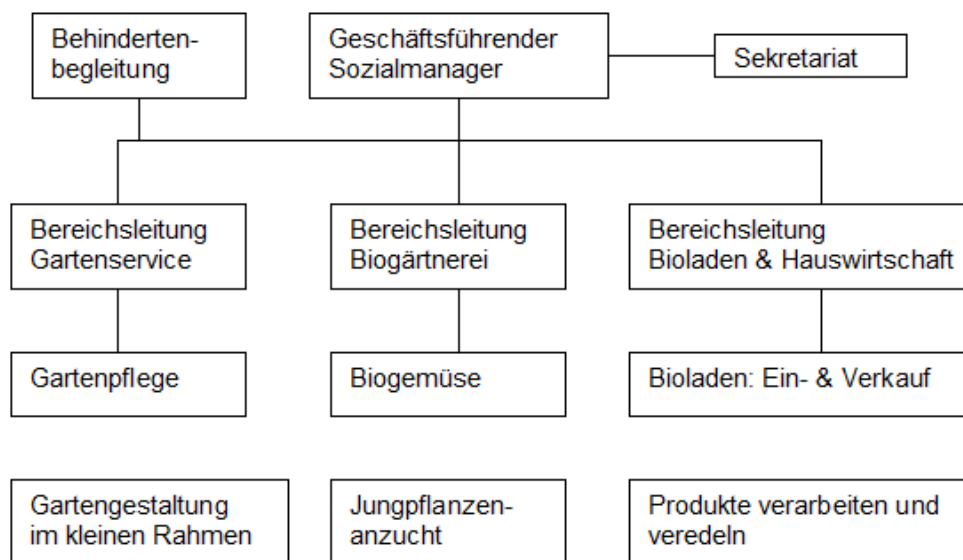 Behinderten-
begleitung
Geschäftsführender
Sozialmanager
Sekretariat
Bereichsleitung
Gartenservice
Bereichsleitung
Biogärtnerei
Bereichsleitung
Bioladen & Hauswirtschaft
Gartenpflege
Biogemüse
Bioladen: Ein- & Verkauf
Gartengestaltung
im kleinen Rahmen
Jungpflanzen-
anzucht
Produkte verarbeiten und
veredeln